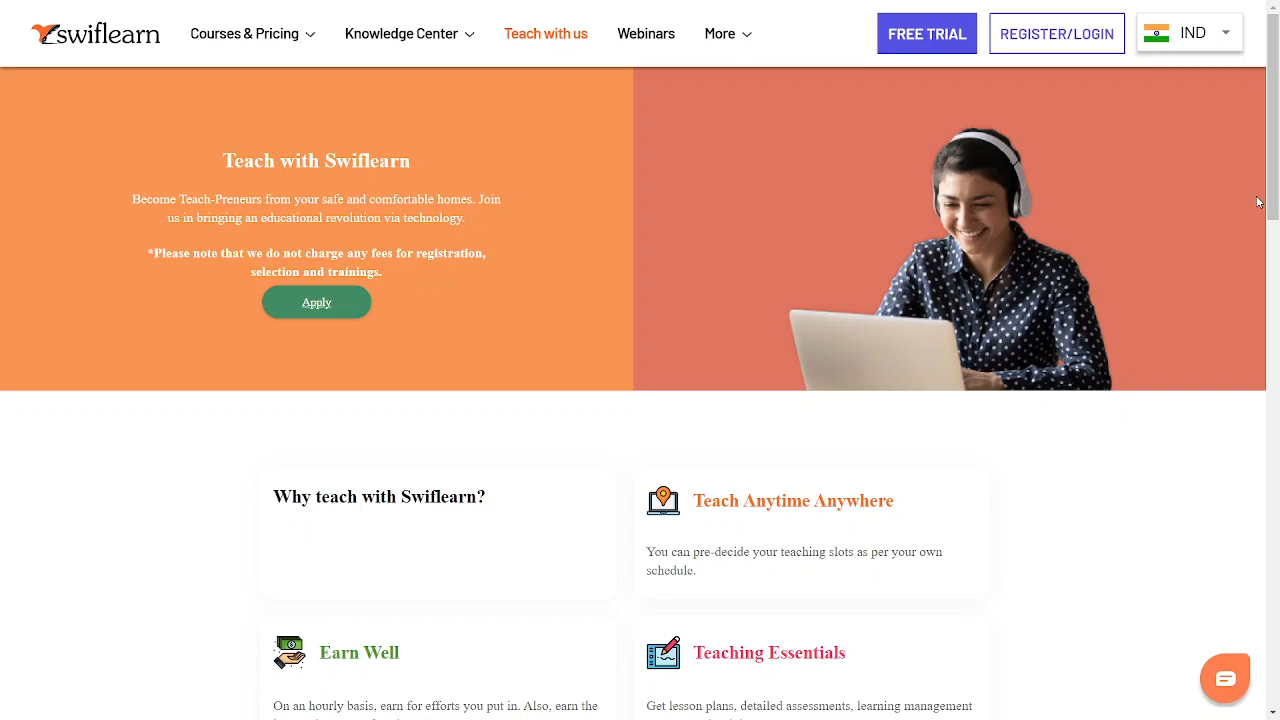 swiflearn
Courses & Pricing
Knowledge Center
Teach with us
Webinars
More
FREE TRIAL
REGISTER/LOGIN
IND
Teach with Swiflearn
Become Teach-Preneurs from your safe and comfortable homes. Join
us in bringing an educational revolution via technology.
*Please note that we do not charge any fees for registration,
selection and trainings.
Apply
Why teach with Swiflearn?
Teach Anytime Anywhere
You can pre-decide your teaching slots as per your own
schedule.
Earn Well
On an hourly basis, earn for efforts you put in. Also, earn the
Teaching Essentials
Get lesson plans, detailed assessments, learning management